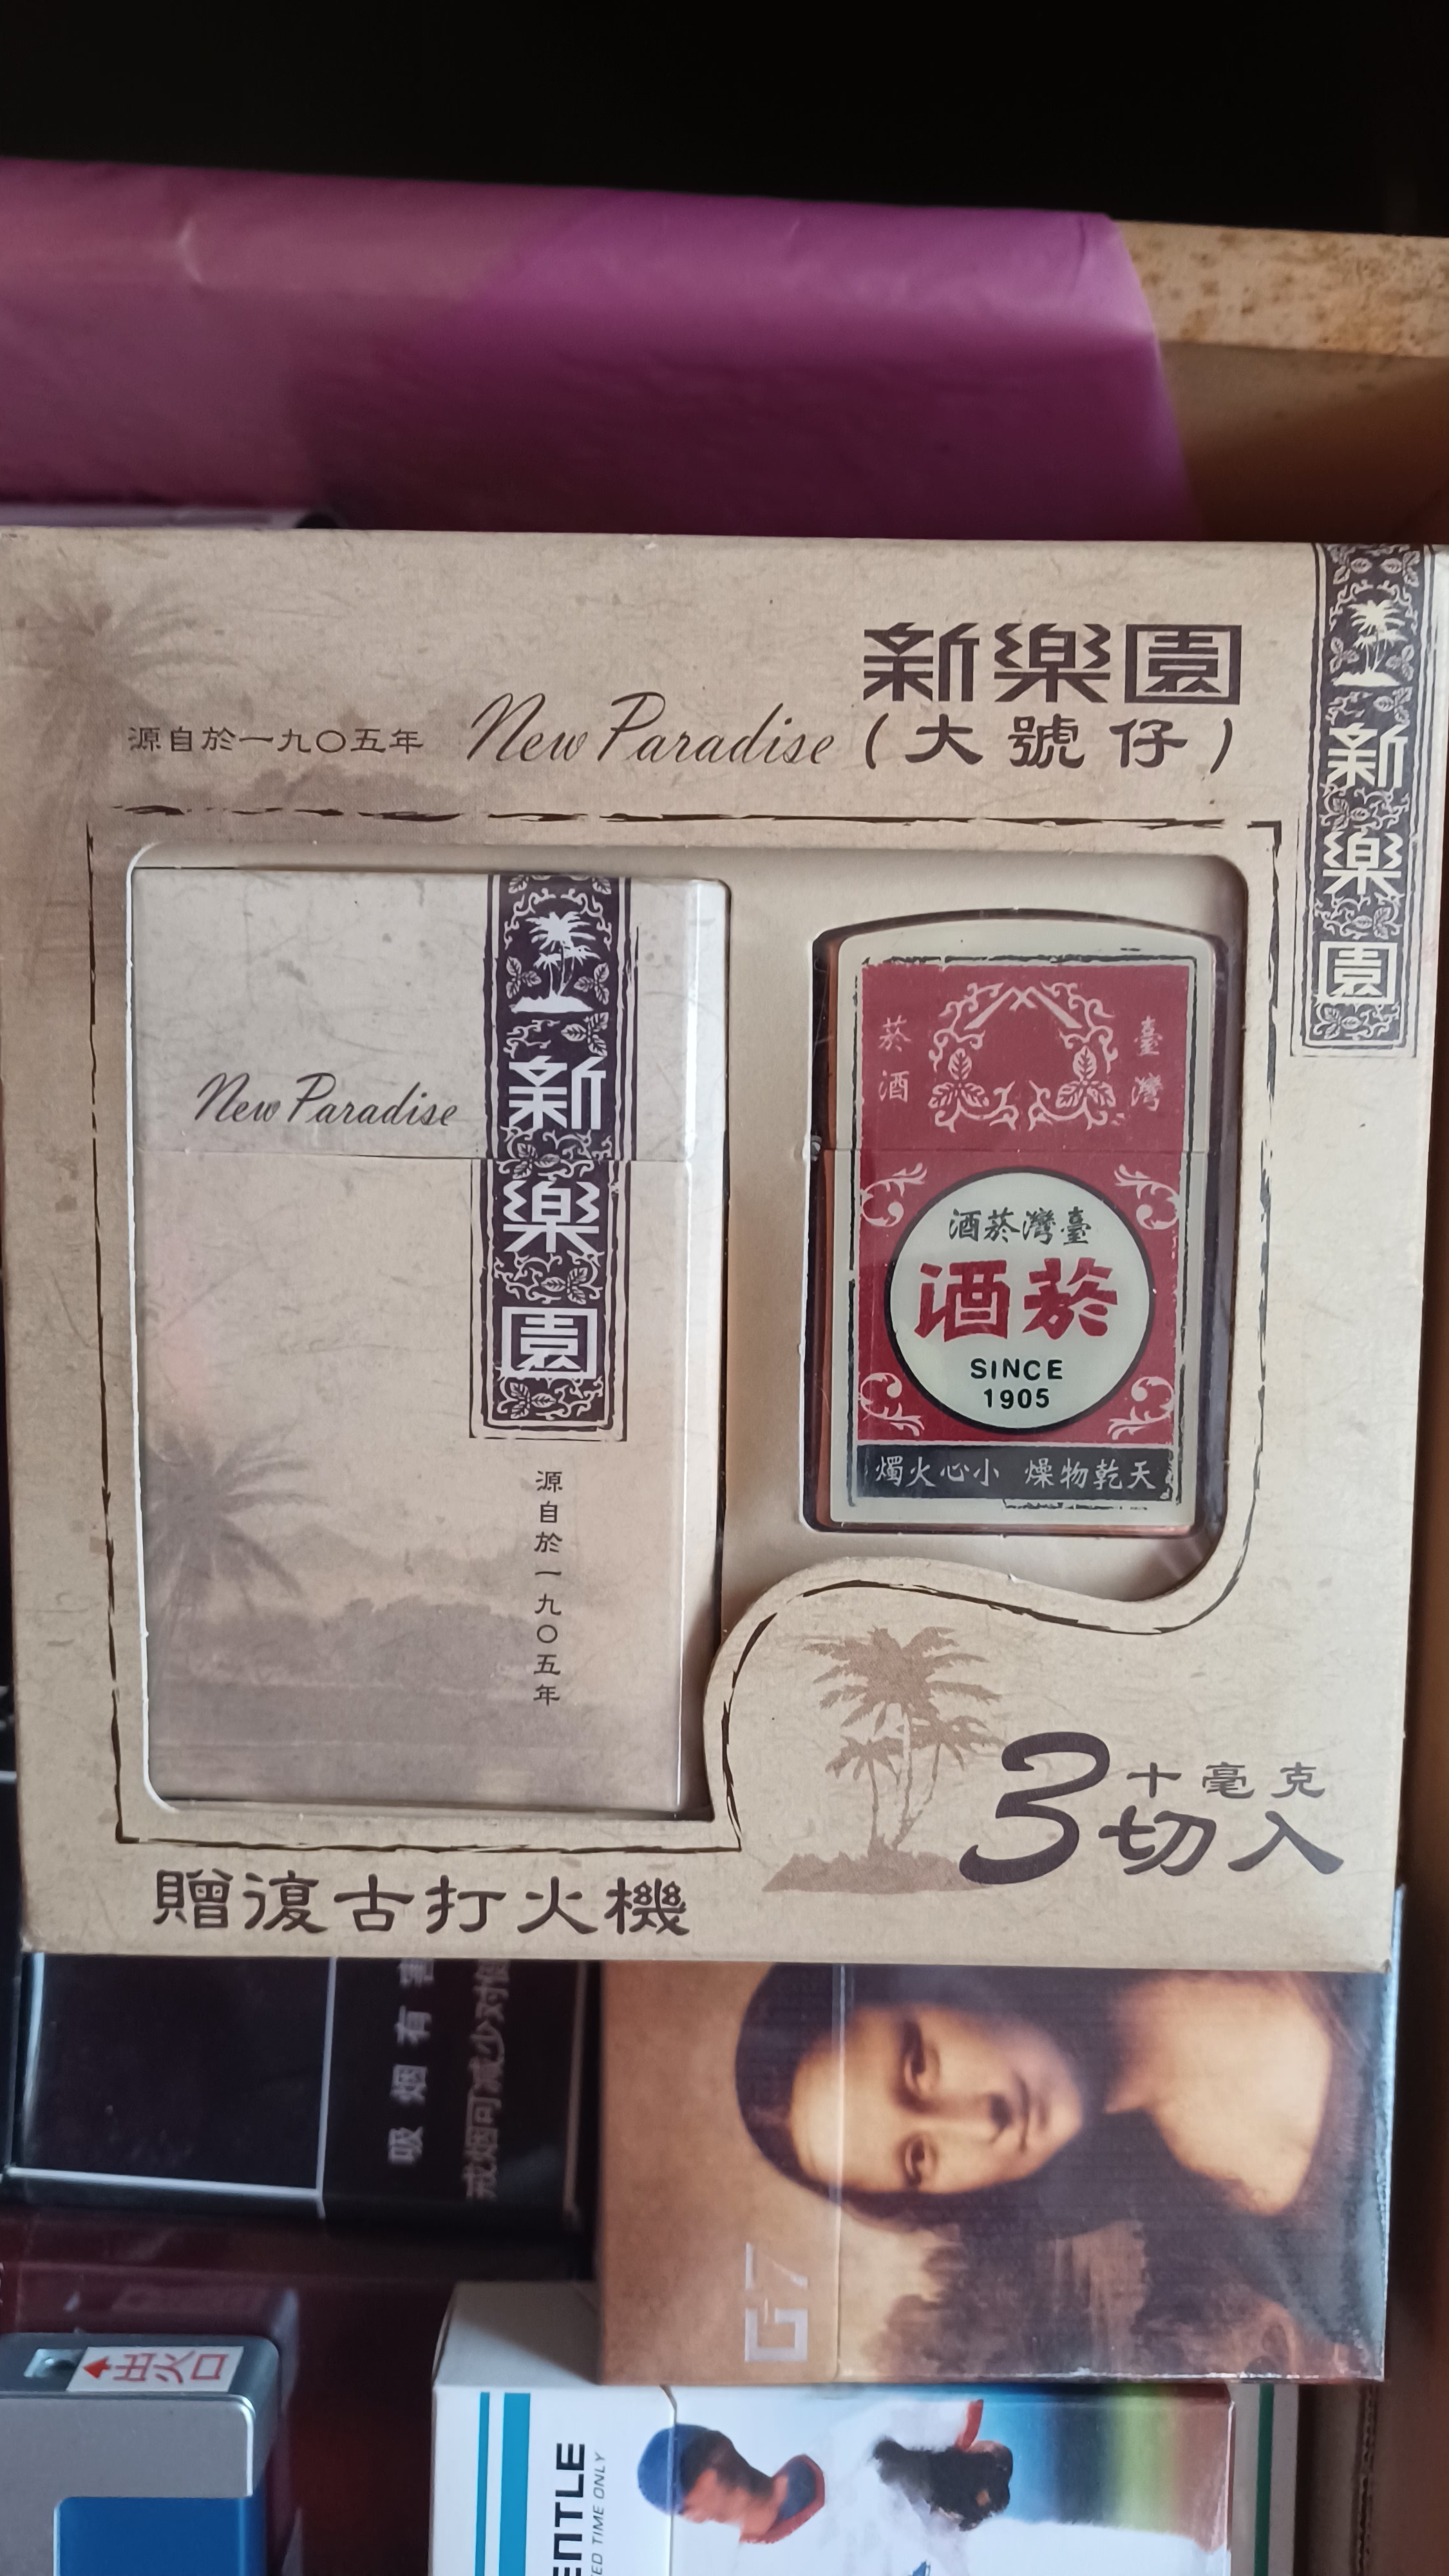 新樂園
源自於一九〇五年 New Paradise (大號仔)
新樂園
New Paradise
新樂園
源自於一九〇五年
菸酒
臺灣
酒菸灣臺
酒菸
SINCE
1905
燭火心小 燥物乾天
3十毫克切入
贈復古打火機
吸烟有害
戒烟可减少对健
G7
出火口
ENTLE
ED TIME ONLY